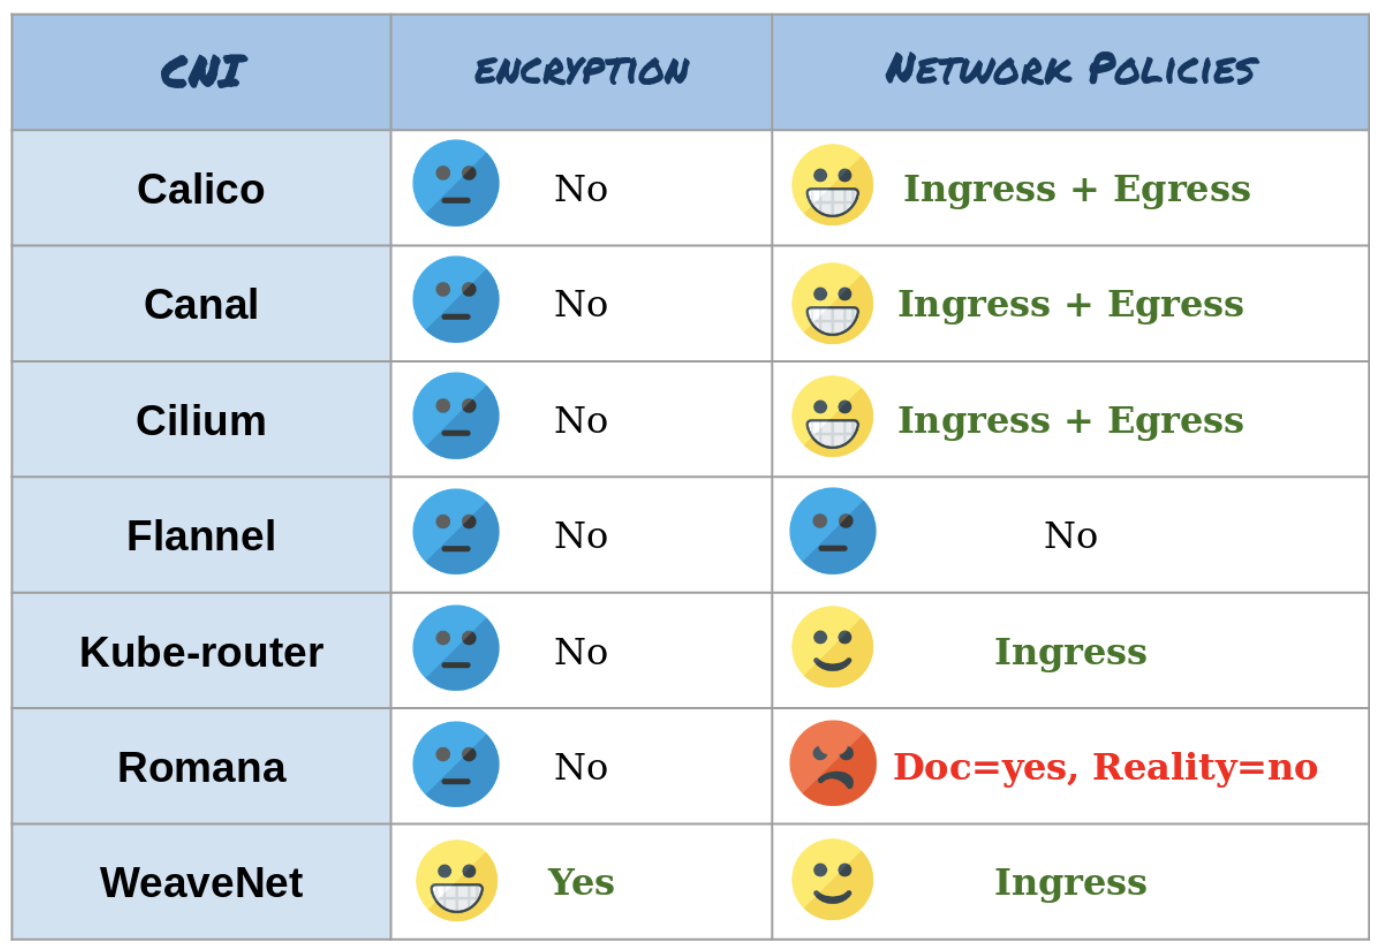 CNI ENCRYPTION NETWORK POLICIES
Calico No Ingress + Egress
Canal No Ingress + Egress
Cilium No Ingress + Egress
Flannel No No
Kube-router No Ingress
Romana No Doc=yes, Reality=no
WeaveNet Yes Ingress